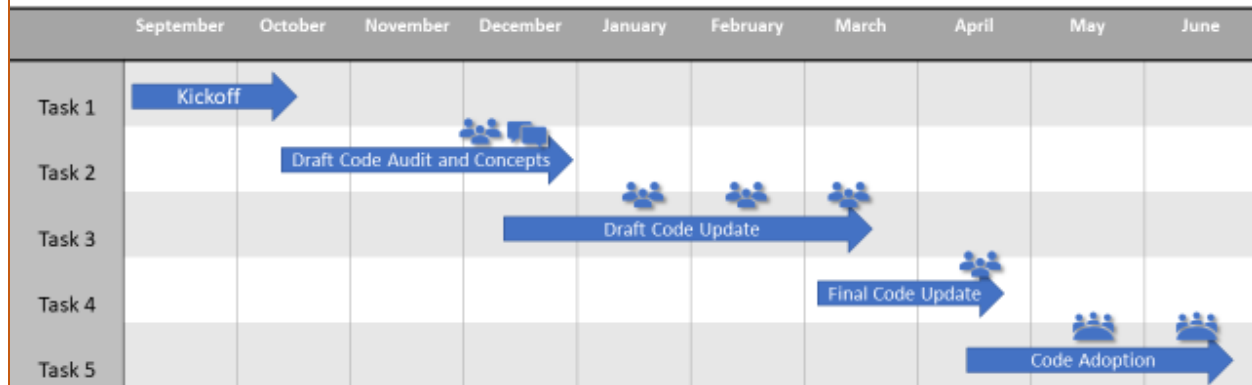 September October November December January February March April May June
Task 1 Kickoff
Task 2 Draft Code Audit and Concepts
Task 3 Draft Code Update
Task 4 Final Code Update
Task 5 Code Adoption